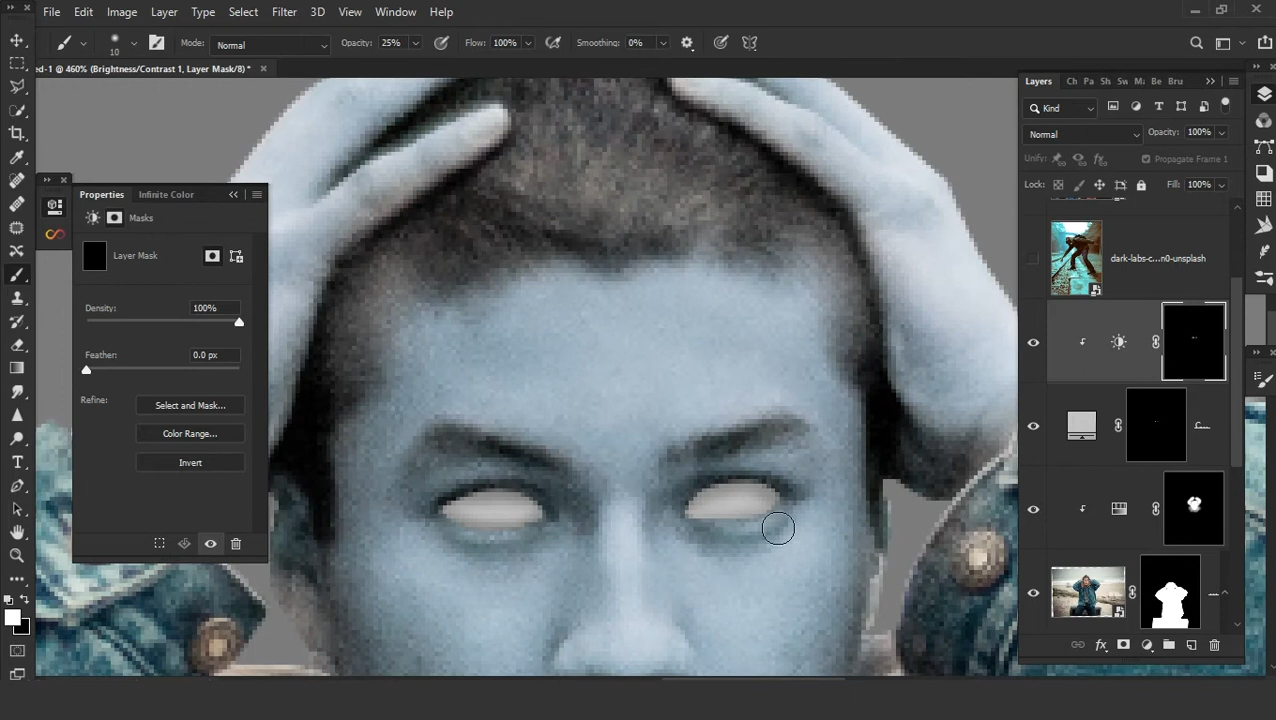 File Edit Image Layer Type Select Filter 3D View Window Help
10 Mode: Normal Opacity: 25% Flow: 100% Smoothing: 0%
ed-1 @ 460% (Brightness/Contrast 1, Layer Mask/8) *
Layers Ch Pa Sh Sw Ma Be Bru
Kind
Normal Opacity: 100%
Unify: Propagate Frame 1
Lock: Fill: 100%
dark-labs-c...n0-unsplash
Properties Infinite Color
Masks
Layer Mask
Density: 100%
Feather: 0.0 px
Refine: Select and Mask...
Color Range...
Invert